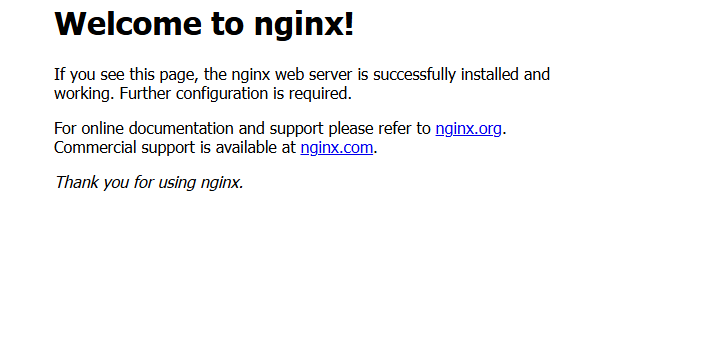 Welcome to nginx!
If you see this page, the nginx web server is successfully installed and
working. Further configuration is required.
For online documentation and support please refer to nginx.org.
Commercial support is available at nginx.com.
Thank you for using nginx.